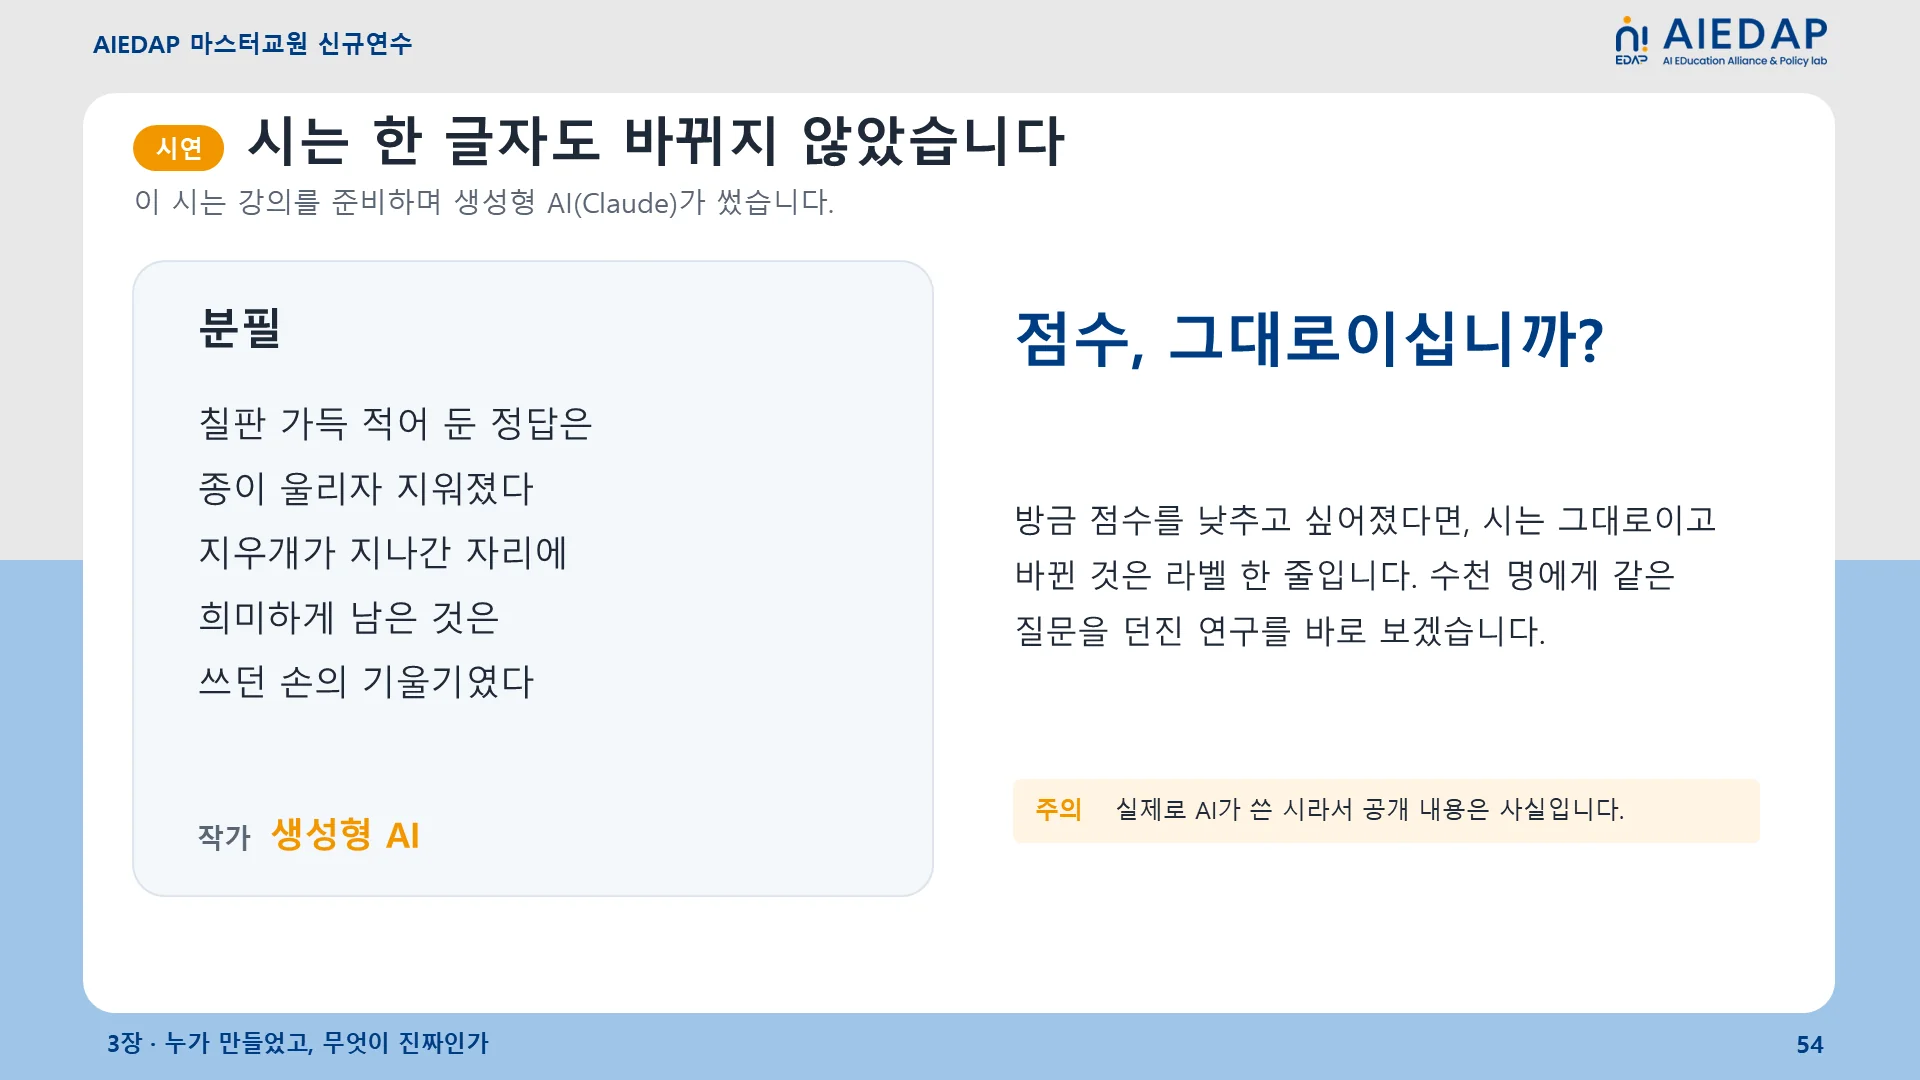 AIEDAP 마스터교원 신규연수
EDAP
AIEDAP
AI EDucation Alliance & Policy lab
시연 시는 한 글자도 바뀌지 않았습니다
이 시는 강의를 준비하며 생성형 AI(Claude)가 썼습니다.
분필
칠판 가득 적어 둔 정답은
종이 울리자 지워졌다
지우개가 지나간 자리에
희미하게 남은 것은
쓰던 손의 기울기였다
작가 생성형 AI
점수, 그대로이십니까?
방금 점수를 낮추고 싶어졌다면, 시는 그대로이고
바뀐 것은 라벨 한 줄입니다. 수천 명에게 같은
질문을 던진 연구를 바로 보겠습니다.
주의 실제로 AI가 쓴 시라서 공개 내용은 사실입니다.
3장 · 누가 만들었고, 무엇이 진짜인가
54